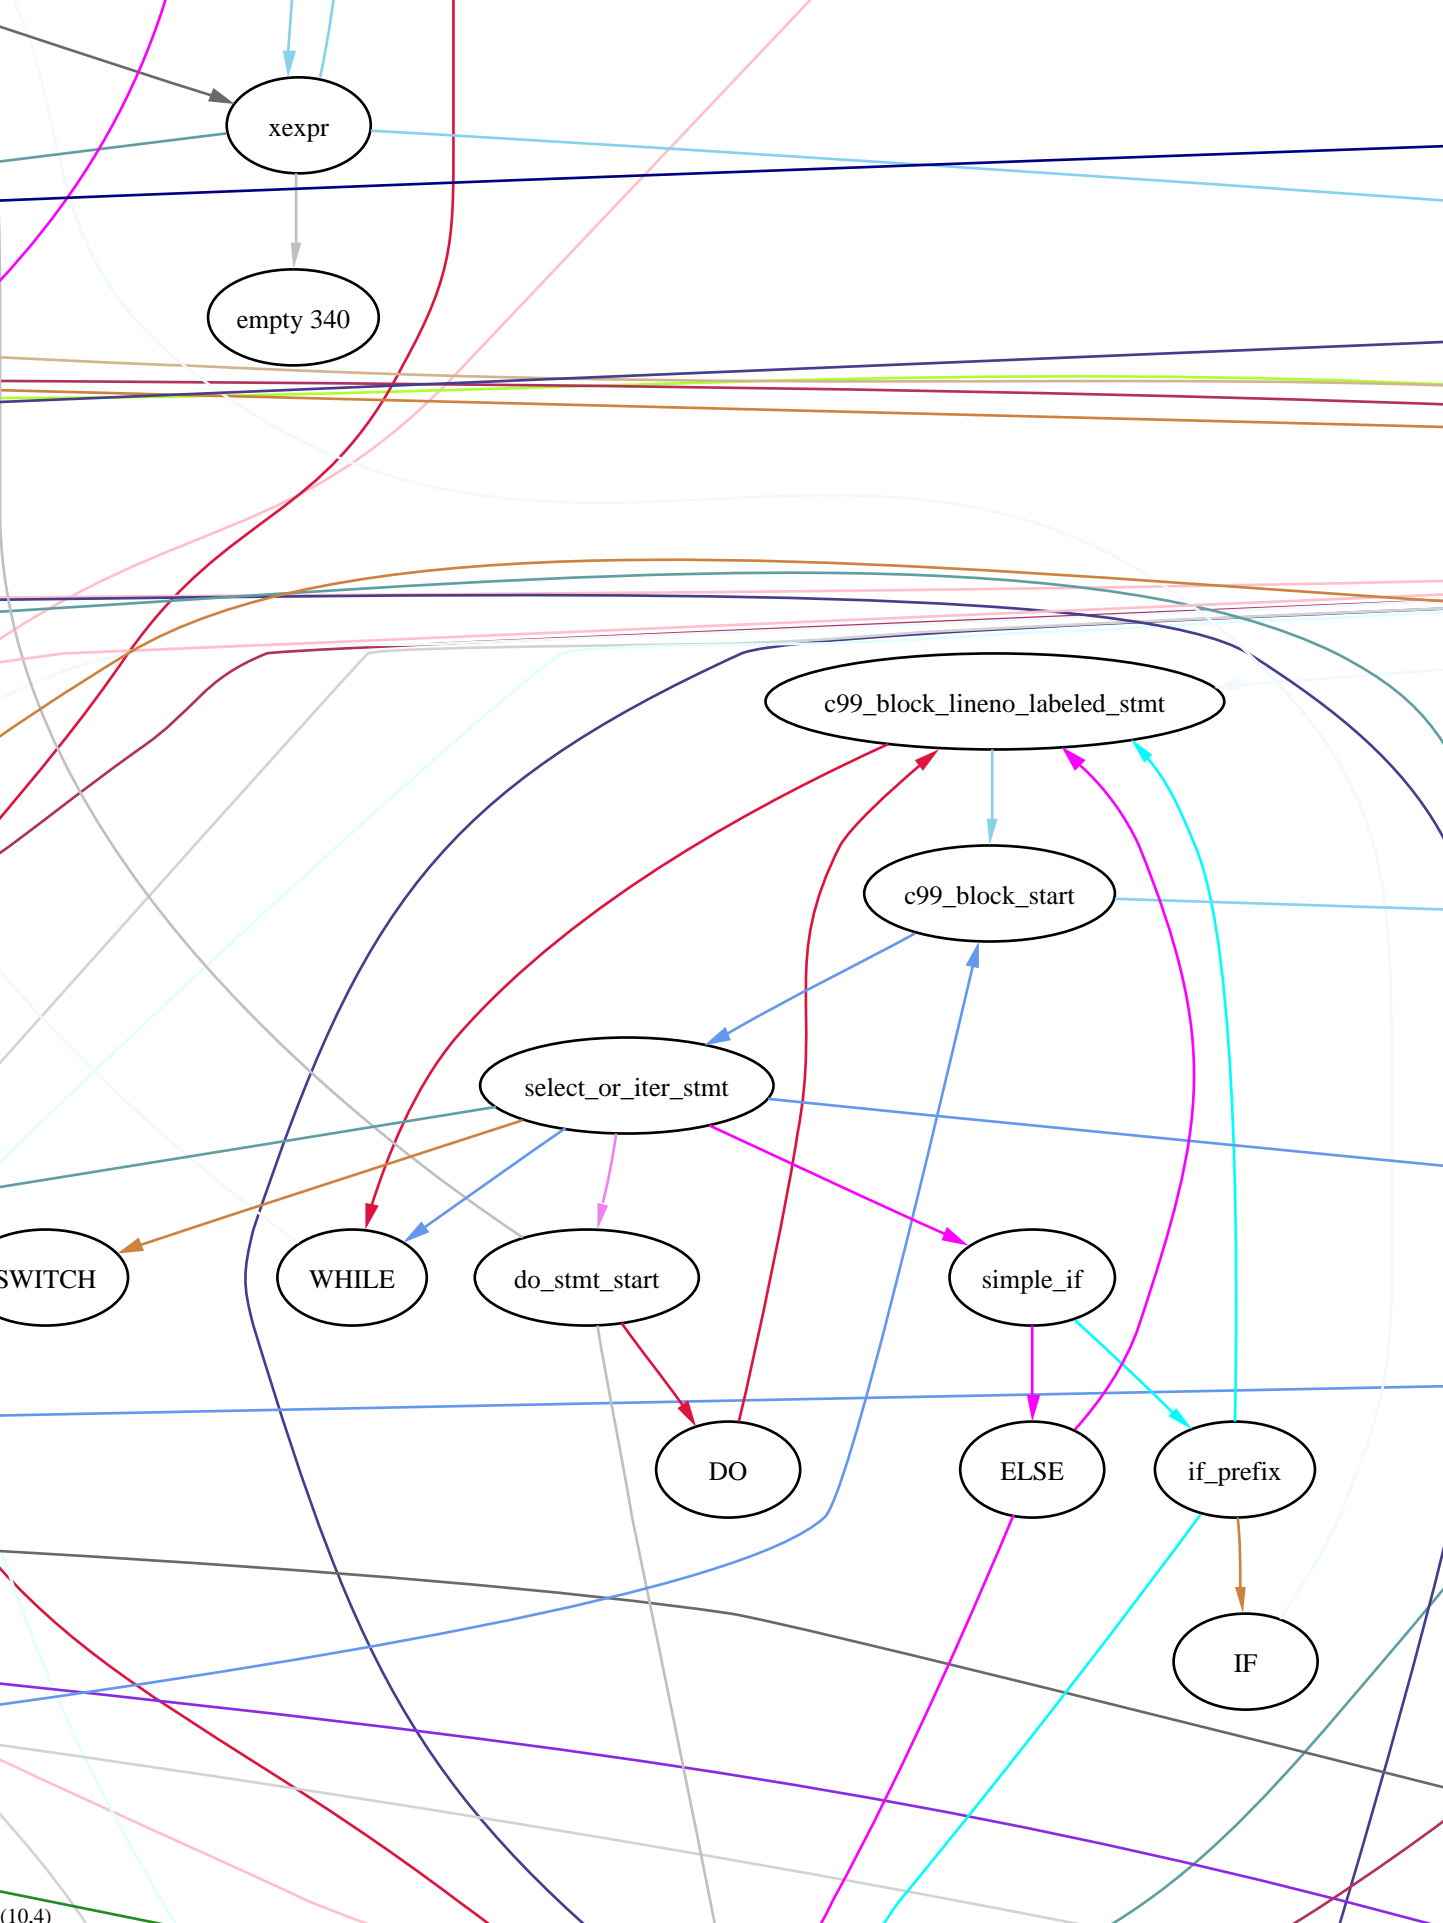 xexpr
empty 340
c99_block_lineno_labeled_stmt
c99_block_start
select_or_iter_stmt
SWITCH
WHILE
do_stmt_start
simple_if
DO
ELSE
if_prefix
IF
(10,4)